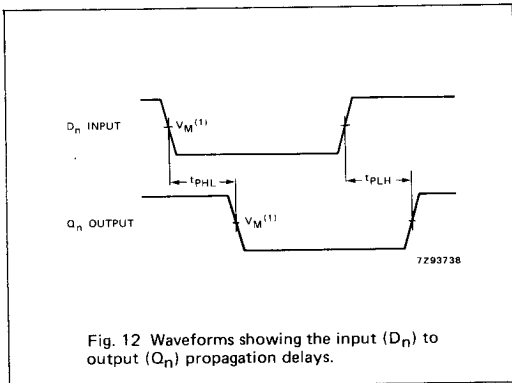 Dn INPUT
VM(1)
tPHL
tPLH
Qn OUTPUT
VM(1)
7Z93738
Fig. 12 Waveforms showing the input (Dn) to
output (Qn) propagation delays.